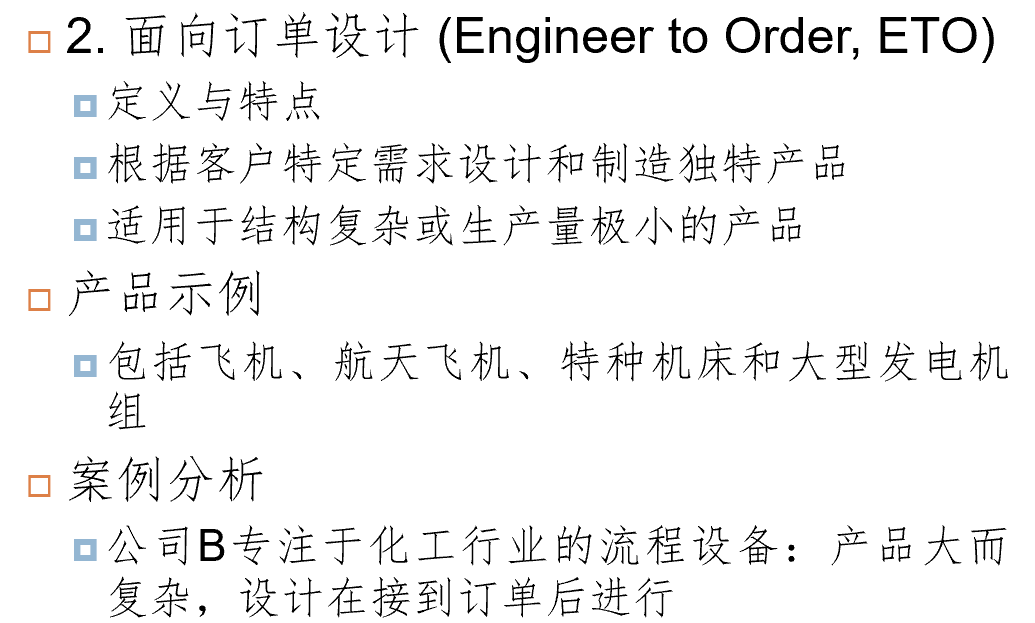 2. 面向订单设计 (Engineer to Order, ETO)
定义与特点
根据客户特定需求设计和制造独特产品
适用于结构复杂或生产量极小的产品
产品示例
包括飞机、航天飞机、特种机床和大型发电机
组
案例分析
公司B专注于化工行业的流程设备：产品大而
复杂，设计在接到订单后进行